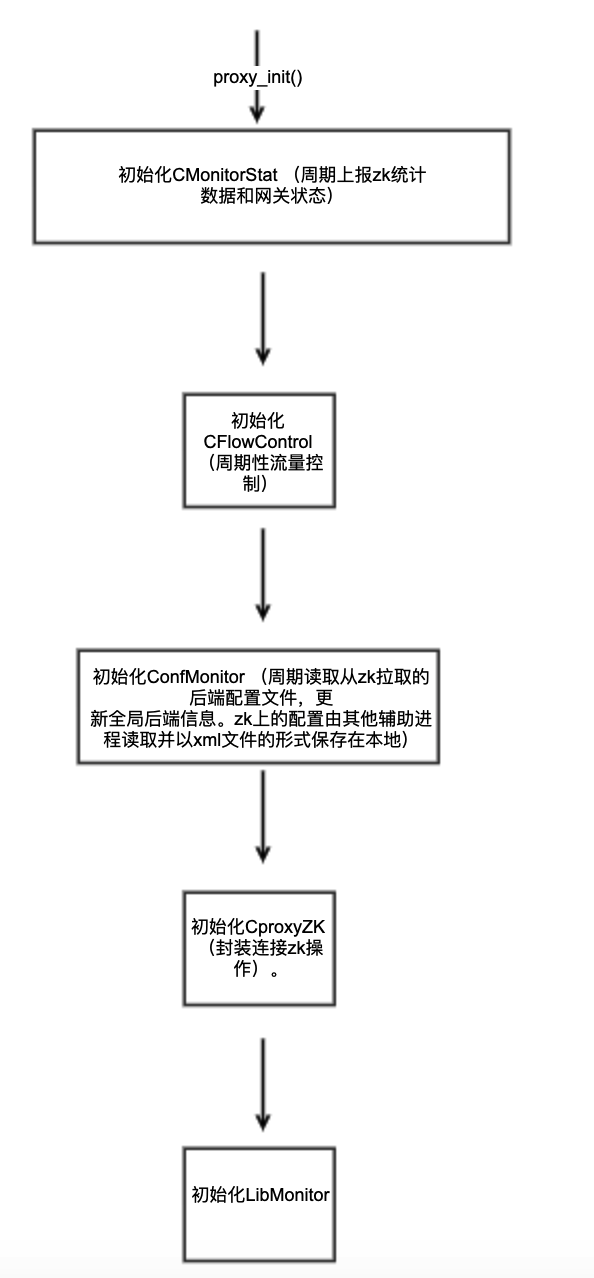 proxy_init()
初始化CMonitorStat （周期上报zk统计
数据和网关状态）
初始化
CFlowControl
（周期性流量控
制）
初始化ConfMonitor （周期读取从zk拉取的
后端配置文件，更
新全局后端信息。zk上的配置由其他辅助进
程读取并以xml文件的形式保存在本地）
初始化CproxyZK
（封装连接zk操
作）。
初始化LibMonitor